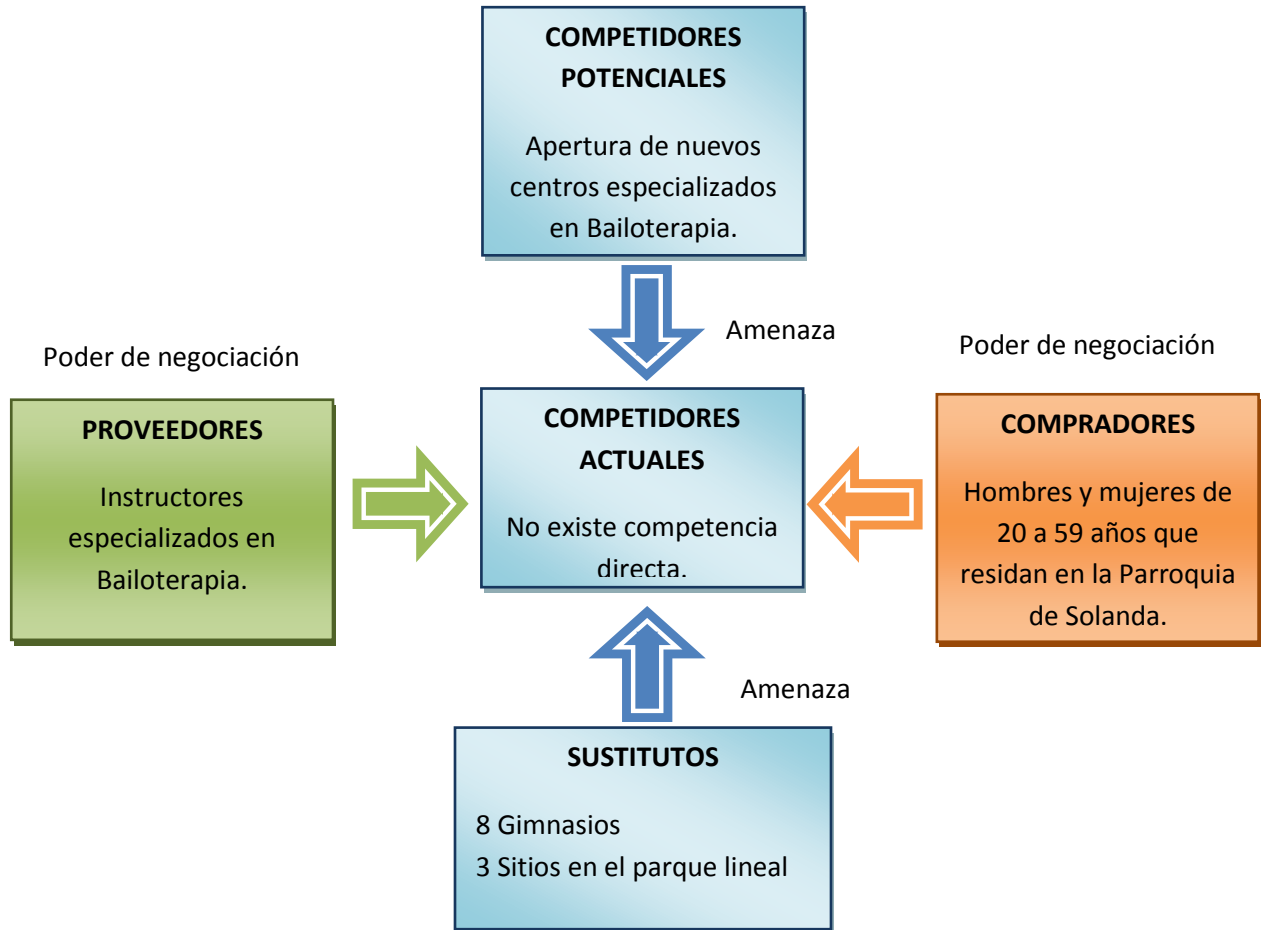 COMPETIDORES
POTENCIALES
Apertura de nuevos
centros especializados
en Bailoterapia.
Amenaza
Poder de negociación
Poder de negociación
PROVEEDORES
Instructores
especializados en
Bailoterapia.
COMPETIDORES
ACTUALES
No existe competencia
directa.
COMPRADORES
Hombres y mujeres de
20 a 59 años que
residan en la Parroquia
de Solanda.
Amenaza
SUSTITUTOS
8 Gimnasios
3 Sitios en el parque lineal